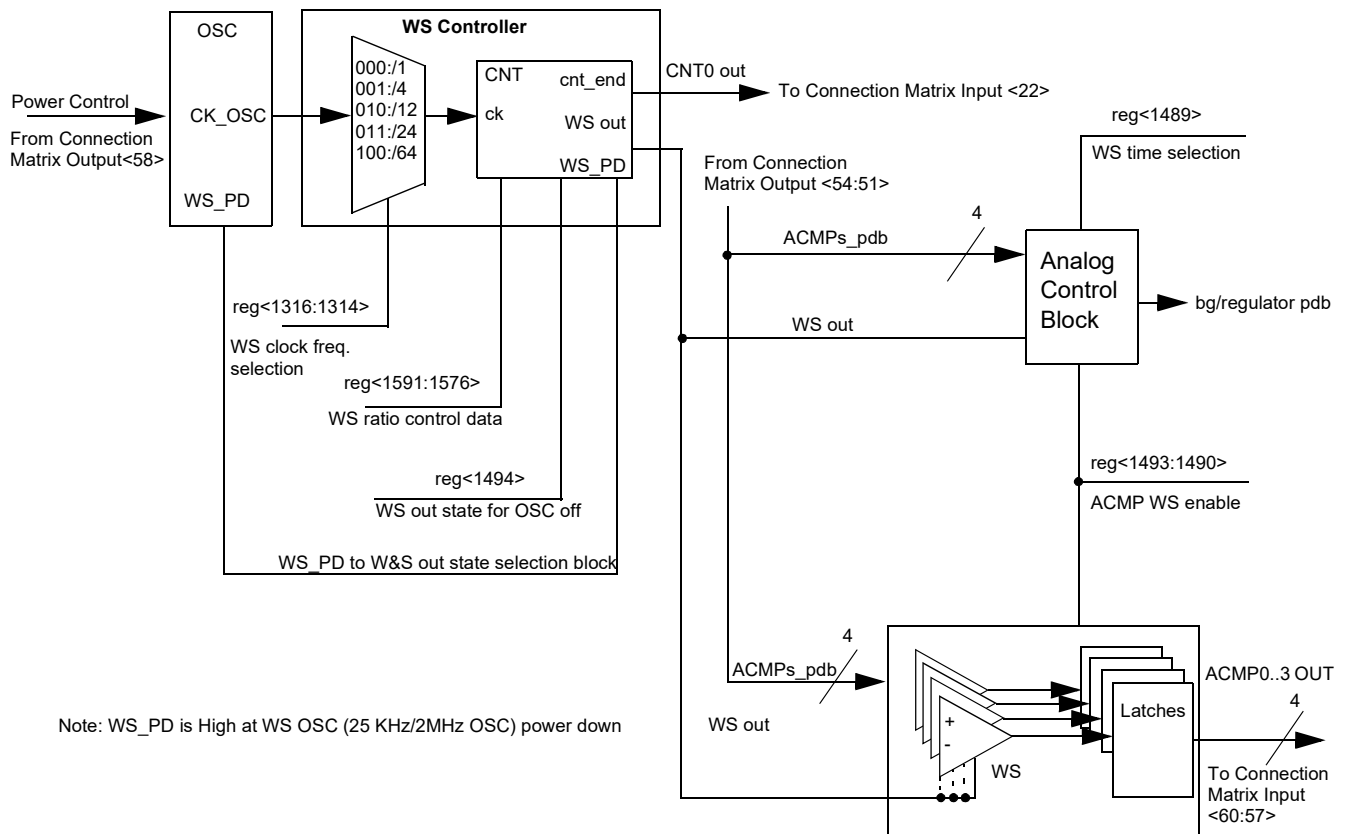 OSC
WS Controller
Power Control
From Connection
Matrix Output<58>
CK_OSC
WS_PD
000:/1
001:/4
010:/12
011:/24
100:/64
CNT
ck
cnt_end
WS out
WS_PD
CNT0 out
To Connection Matrix Input <22>
reg<1489>
WS time selection
From Connection
Matrix Output <54:51>
4
ACMPs_pdb
Analog
Control
Block
bg/regulator pdb
WS out
reg<1316:1314>
WS clock freq.
selection
reg<1591:1576>
WS ratio control data
reg<1494>
WS out state for OSC off
WS_PD to W&S out state selection block
reg<1493:1490>
ACMP WS enable
4
ACMPs_pdb
WS out
+
-
WS
Latches
ACMP0..3 OUT
4
To Connection
Matrix Input
<60:57>
Note: WS_PD is High at WS OSC (25 KHz/2MHz OSC) power down